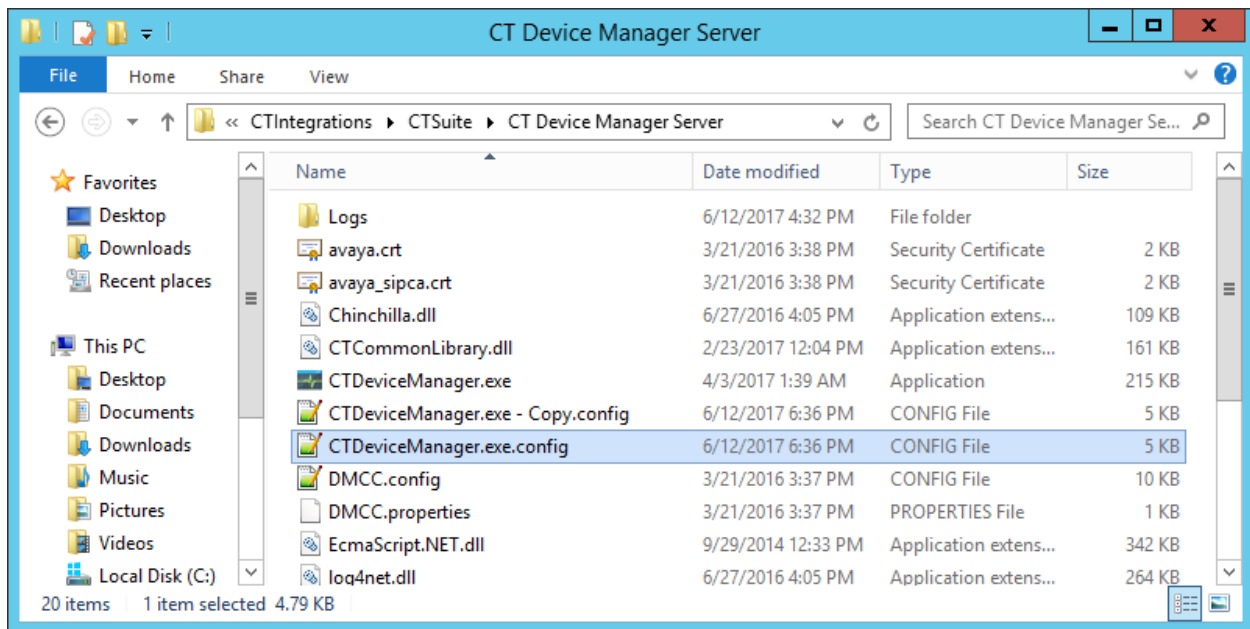 CT Device Manager Server
File Home Share View
« CTIntegrations CTSuite CT Device Manager Server Search CT Device Manager Se...
Name Date modified Type Size
Favorites
Desktop
Downloads
Recent places
This PC
Desktop
Documents
Downloads
Music
Pictures
Videos
Local Disk (C:)
Logs 6/12/2017 4:32 PM File folder
avaya.crt 3/21/2016 3:38 PM Security Certificate 2 KB
avaya_sipca.crt 3/21/2016 3:38 PM Security Certificate 2 KB
Chinchilla.dll 6/27/2016 4:05 PM Application extens... 109 KB
CTCommonLibrary.dll 2/23/2017 12:04 PM Application extens... 161 KB
CTDeviceManager.exe 4/3/2017 1:39 AM Application 215 KB
CTDeviceManager.exe - Copy.config 6/12/2017 6:36 PM CONFIG File 5 KB
CTDeviceManager.exe.config 6/12/2017 6:36 PM CONFIG File 5 KB
DMCC.config 3/21/2016 3:37 PM CONFIG File 10 KB
DMCC.properties 3/21/2016 3:37 PM PROPERTIES File 1 KB
EcmaScript.NET.dll 9/29/2014 12:33 PM Application extens... 342 KB
log4net.dll 6/27/2016 4:05 PM Application extens... 264 KB
20 items 1 item selected 4.79 KB